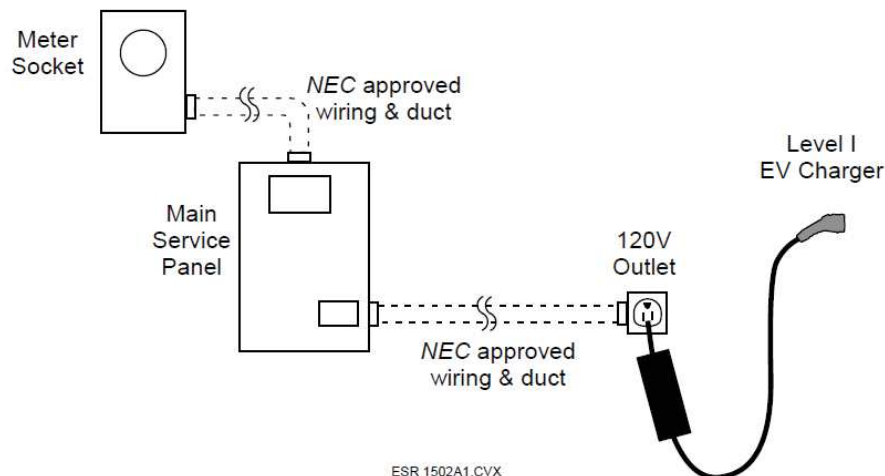 Meter
Socket
NEC approved
wiring & duct
Level I
EV Charger
Main
Service
Panel
120V
Outlet
NEC approved
wiring & duct
ESR 1502A1.CVX